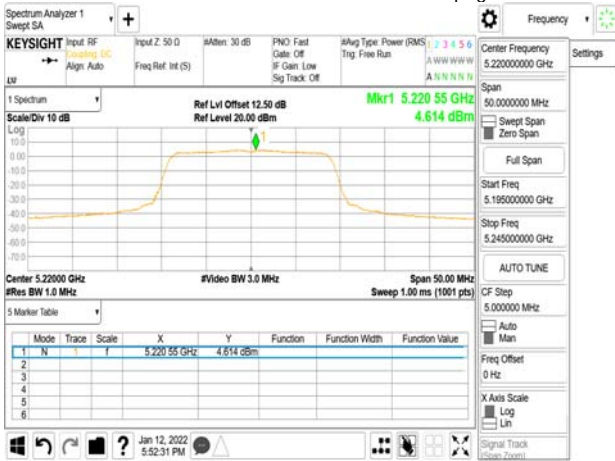 Spectrum Analyzer 1
Swept SA
+
Frequency
KEYSIGHT
Input: RF
Coupling: DC
Align: Auto
Input Z: 50 Ω
Freq Ref: Int (S)
#Atten: 30 dB
PNO: Fast
Gate: Off
IF Gain: Low
Sig Track: Off
#Avg Type: Power (RMS
Trig: Free Run
1 2 3 4 5 6
A W W W W W
A N N N N N
LXI
Center Frequency
5.220000000 GHz
Settings
Span
50.0000000 MHz
Swept Span
Zero Span
Full Span
Start Freq
5.195000000 GHz
Stop Freq
5.245000000 GHz
AUTO TUNE
CF Step
5.000000 MHz
Auto
Man
Freq Offset
0 Hz
X Axis Scale
Log
Lin
Signal Track
(Span Zoom)
1 Spectrum
Scale/Div 10 dB
Ref Lvl Offset 12.50 dB
Ref Level 20.00 dBm
Mkr1 5.220 55 GHz
4.614 dBm
Log
10.0
0.00
-10.0
-20.0
-30.0
-40.0
-50.0
-60.0
-70.0
1
Center 5.22000 GHz
#Video BW 3.0 MHz
Span 50.00 MHz
#Res BW 1.0 MHz
Sweep 1.00 ms (1001 pts)
5 Marker Table
Mode Trace Scale X Y Function Function Width Function Value
1 N 1 f 5.220 55 GHz 4.614 dBm
2
3
4
5
6
?
Jan 12, 2022
5:52:31 PM